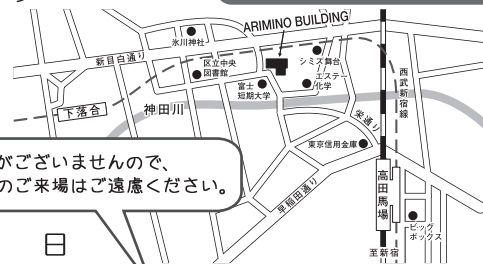 ARIMINO BUILDING
氷川神社
新目白通り
区立中央
図書館
シミズ舞台
エステー
化学
富士
短期大学
西武新宿線
下落合
神田川
栄通り
東京信用金庫
がございませんので、
のご来場はご遠慮ください。
高田馬場
早稲田通り
ビッグ
ボックス
日
至新宿